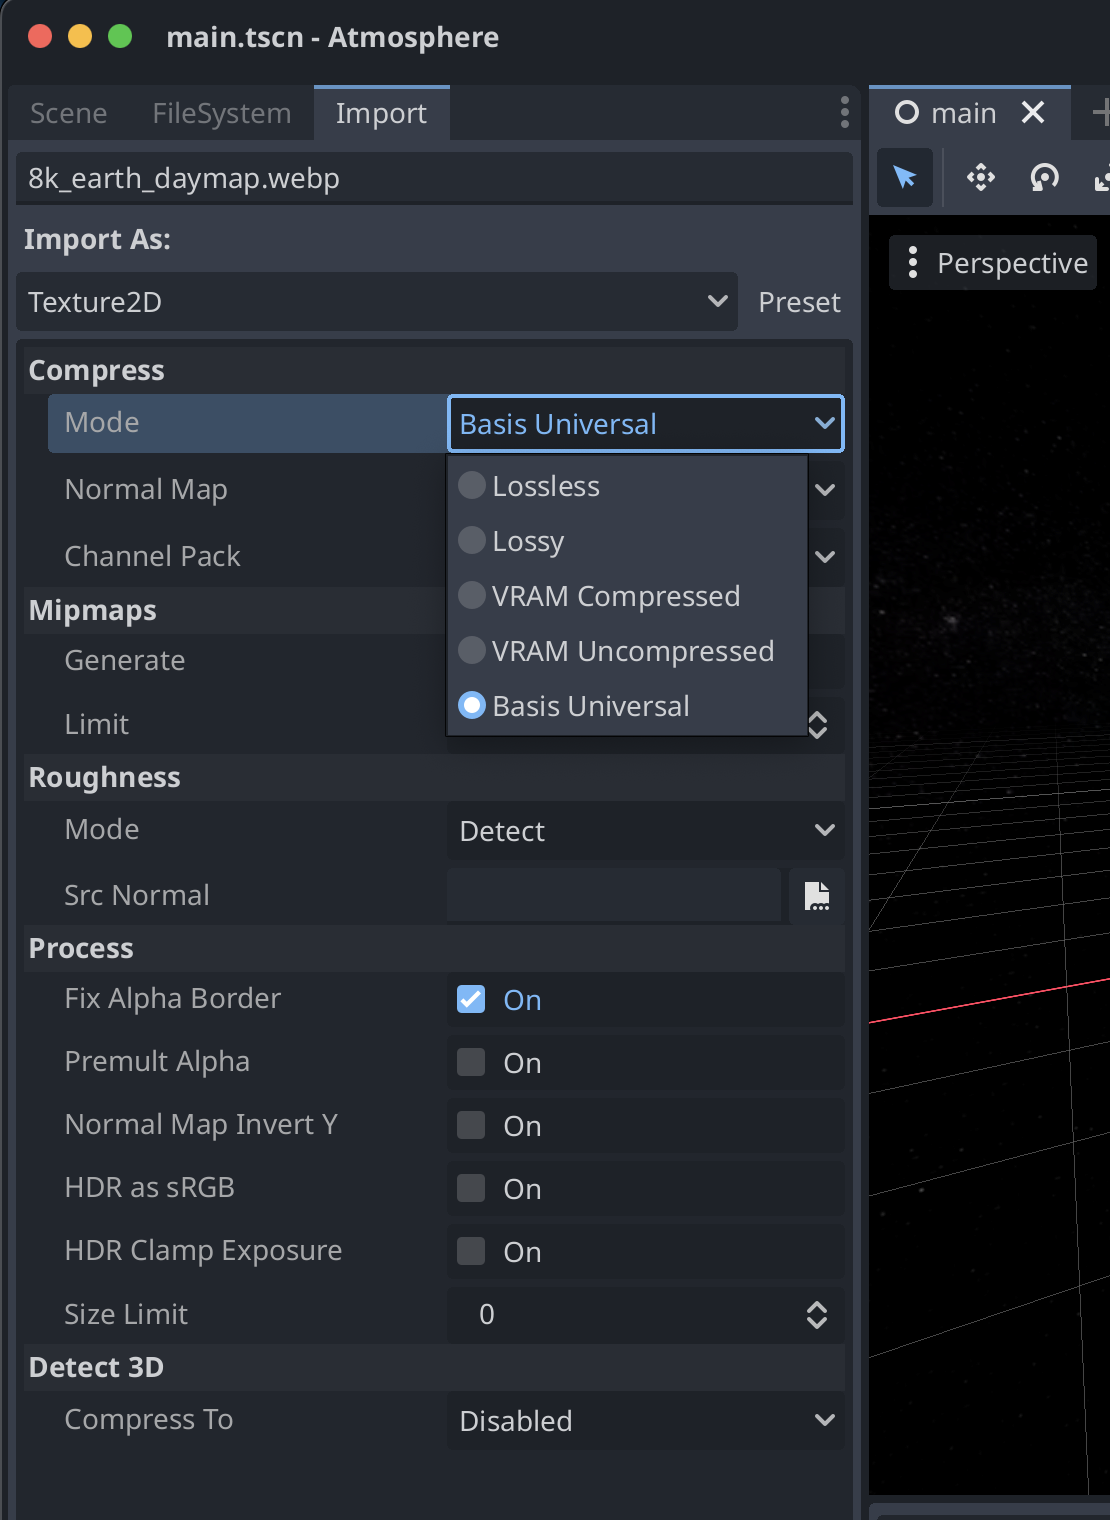 main.tscn - Atmosphere
Scene FileSystem Import
main
8k_earth_daymap.webp
Import As:
Texture2D Preset
Perspective
Compress
Mode Basis Universal
Lossless
Normal Map
Lossy
Channel Pack
VRAM Compressed
Mipmaps
VRAM Uncompressed
Generate
Basis Universal
Limit
Roughness
Mode Detect
Src Normal
Process
Fix Alpha Border On
Premult Alpha On
Normal Map Invert Y On
HDR as sRGB On
HDR Clamp Exposure On
Size Limit 0
Detect 3D
Compress To Disabled